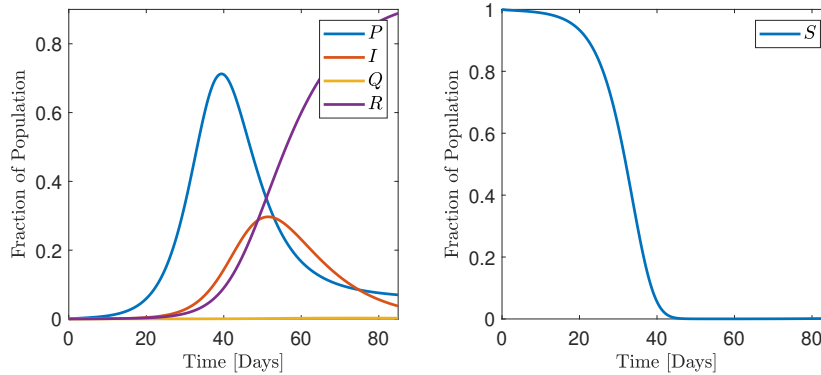 P
I
Q
R
0.8
0.6
0.4
0.2
0
0 20 40 60 80
Fraction of Population
Time [Days]
S
1
0.8
0.6
0.4
0.2
0
0 20 40 60 80
Fraction of Population
Time [Days]